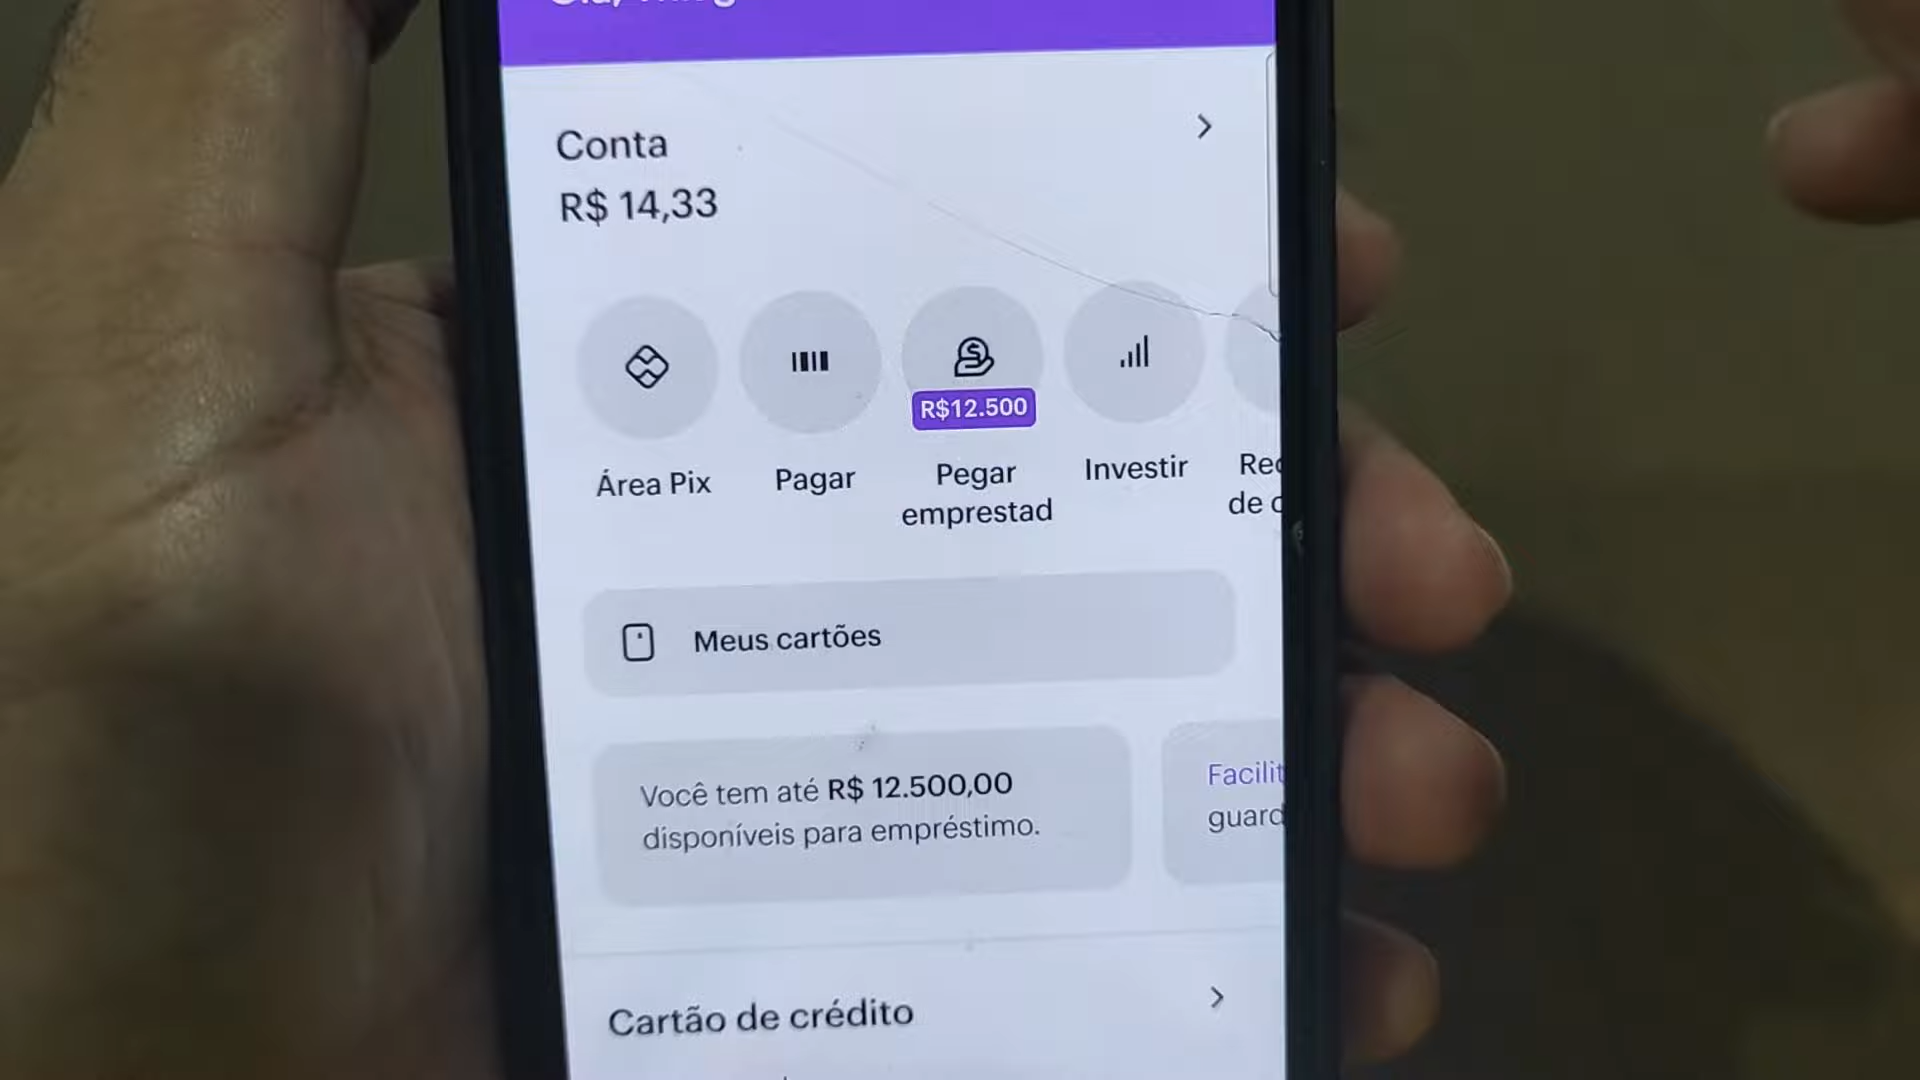 Conta
R$ 14,33
R$12.500
Área Pix
Pagar
Pegar
emprestad
Investir
Rec
de c
Meus cartões
Você tem até R$ 12.500,00
disponíveis para empréstimo.
Facilit
guard
Cartão de crédito